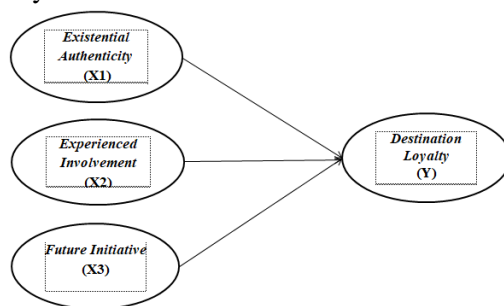 Existential
Authenticity
(X1)
Experienced
Involvement
(X2)
Destination
Loyalty
(Y)
Future Initiative
(X3)